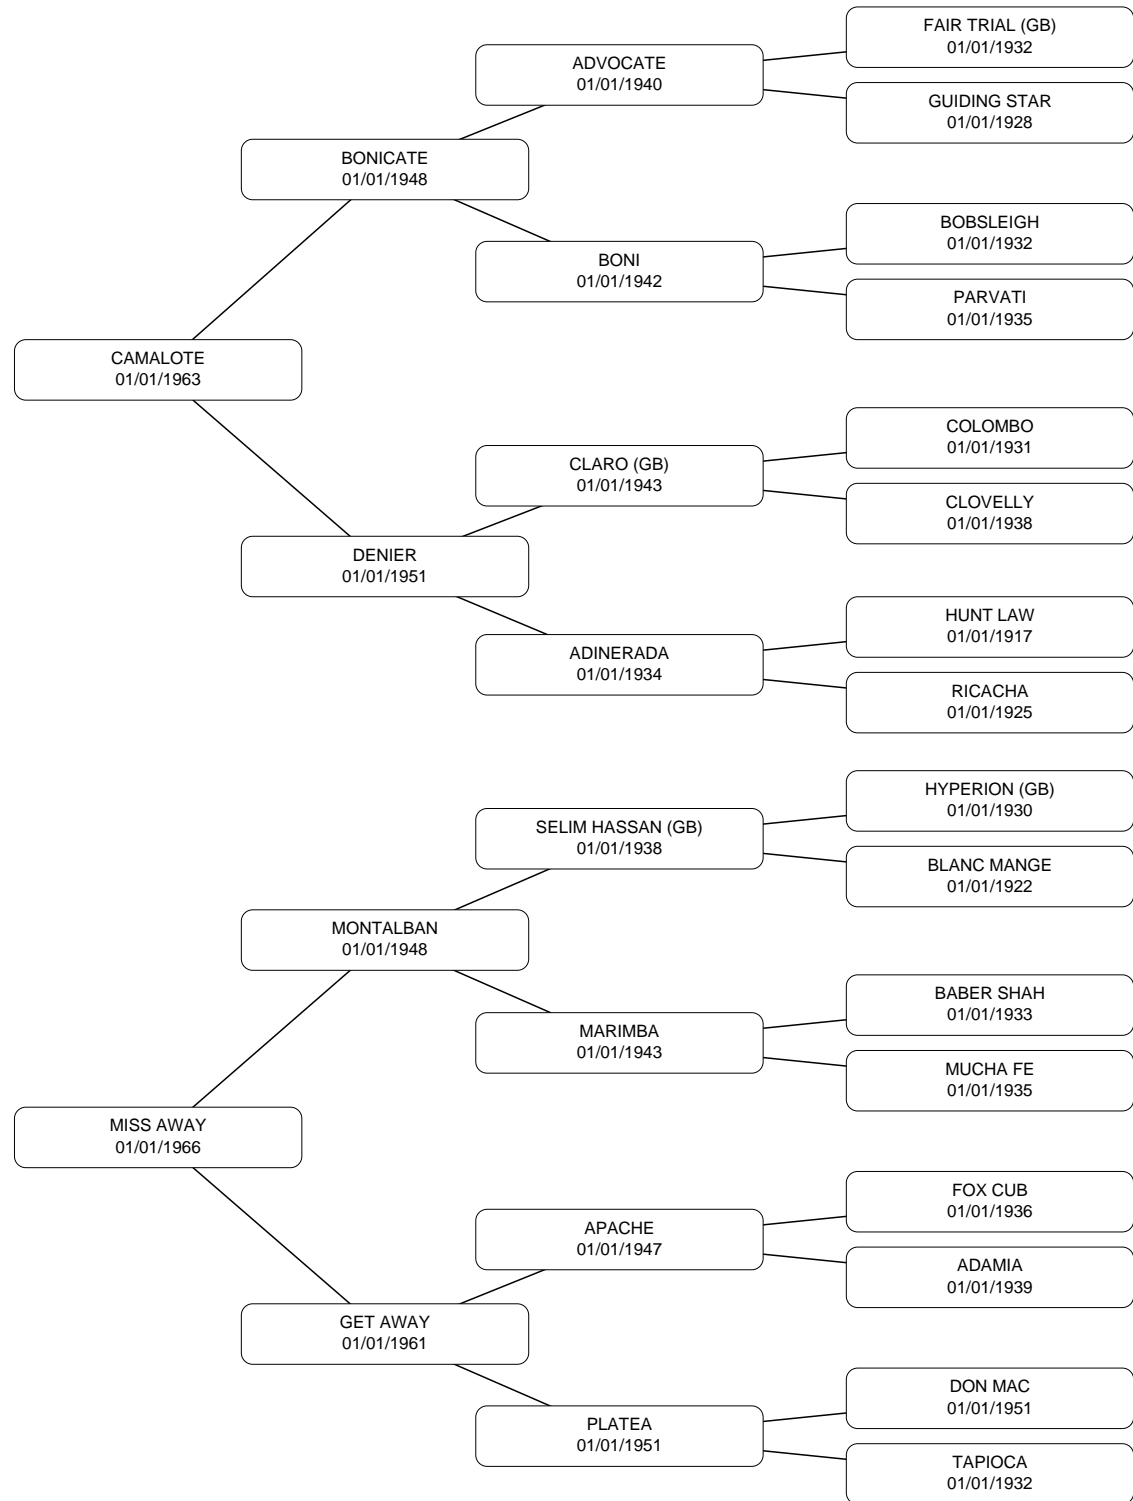 FAIR TRIAL (GB)
01/01/1932
ADVOCATE
01/01/1940
GUIDING STAR
01/01/1928
BONICATE
01/01/1948
BOBSLEIGH
01/01/1932
BONI
01/01/1942
PARVATI
01/01/1935
CAMALOTE
01/01/1963
COLOMBO
01/01/1931
CLARO (GB)
01/01/1943
CLOVELLY
01/01/1938
DENIER
01/01/1951
HUNT LAW
01/01/1917
ADINERADA
01/01/1934
RICACHA
01/01/1925
HYPERION (GB)
01/01/1930
SELIM HASSAN (GB)
01/01/1938
BLANC MANGE
01/01/1922
MONTALBAN
01/01/1948
BABER SHAH
01/01/1933
MARIMBA
01/01/1943
MUCHA FE
01/01/1935
MISS AWAY
01/01/1966
FOX CUB
01/01/1936
APACHE
01/01/1947
ADAMIA
01/01/1939
GET AWAY
01/01/1961
DON MAC
01/01/1951
PLATEA
01/01/1951
TAPIOCA
01/01/1932